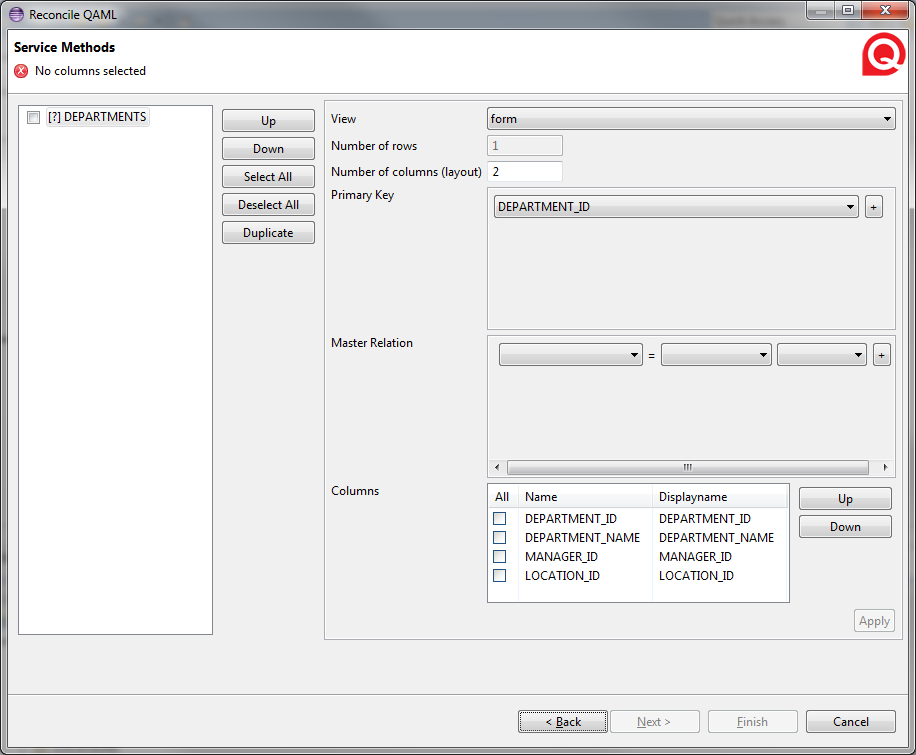 Reconcile QAML
Service Methods
No columns selected
[?] DEPARTMENTS
Up
Down
Select All
Deselect All
Duplicate
View
form
Number of rows
1
Number of columns (layout)
2
Primary Key
DEPARTMENT_ID
+
Master Relation
=
+
Columns
All Name Displayname
DEPARTMENT_ID DEPARTMENT_ID
DEPARTMENT_NAME DEPARTMENT_NAME
MANAGER_ID MANAGER_ID
LOCATION_ID LOCATION_ID
Up
Down
Apply
< Back
Next >
Finish
Cancel